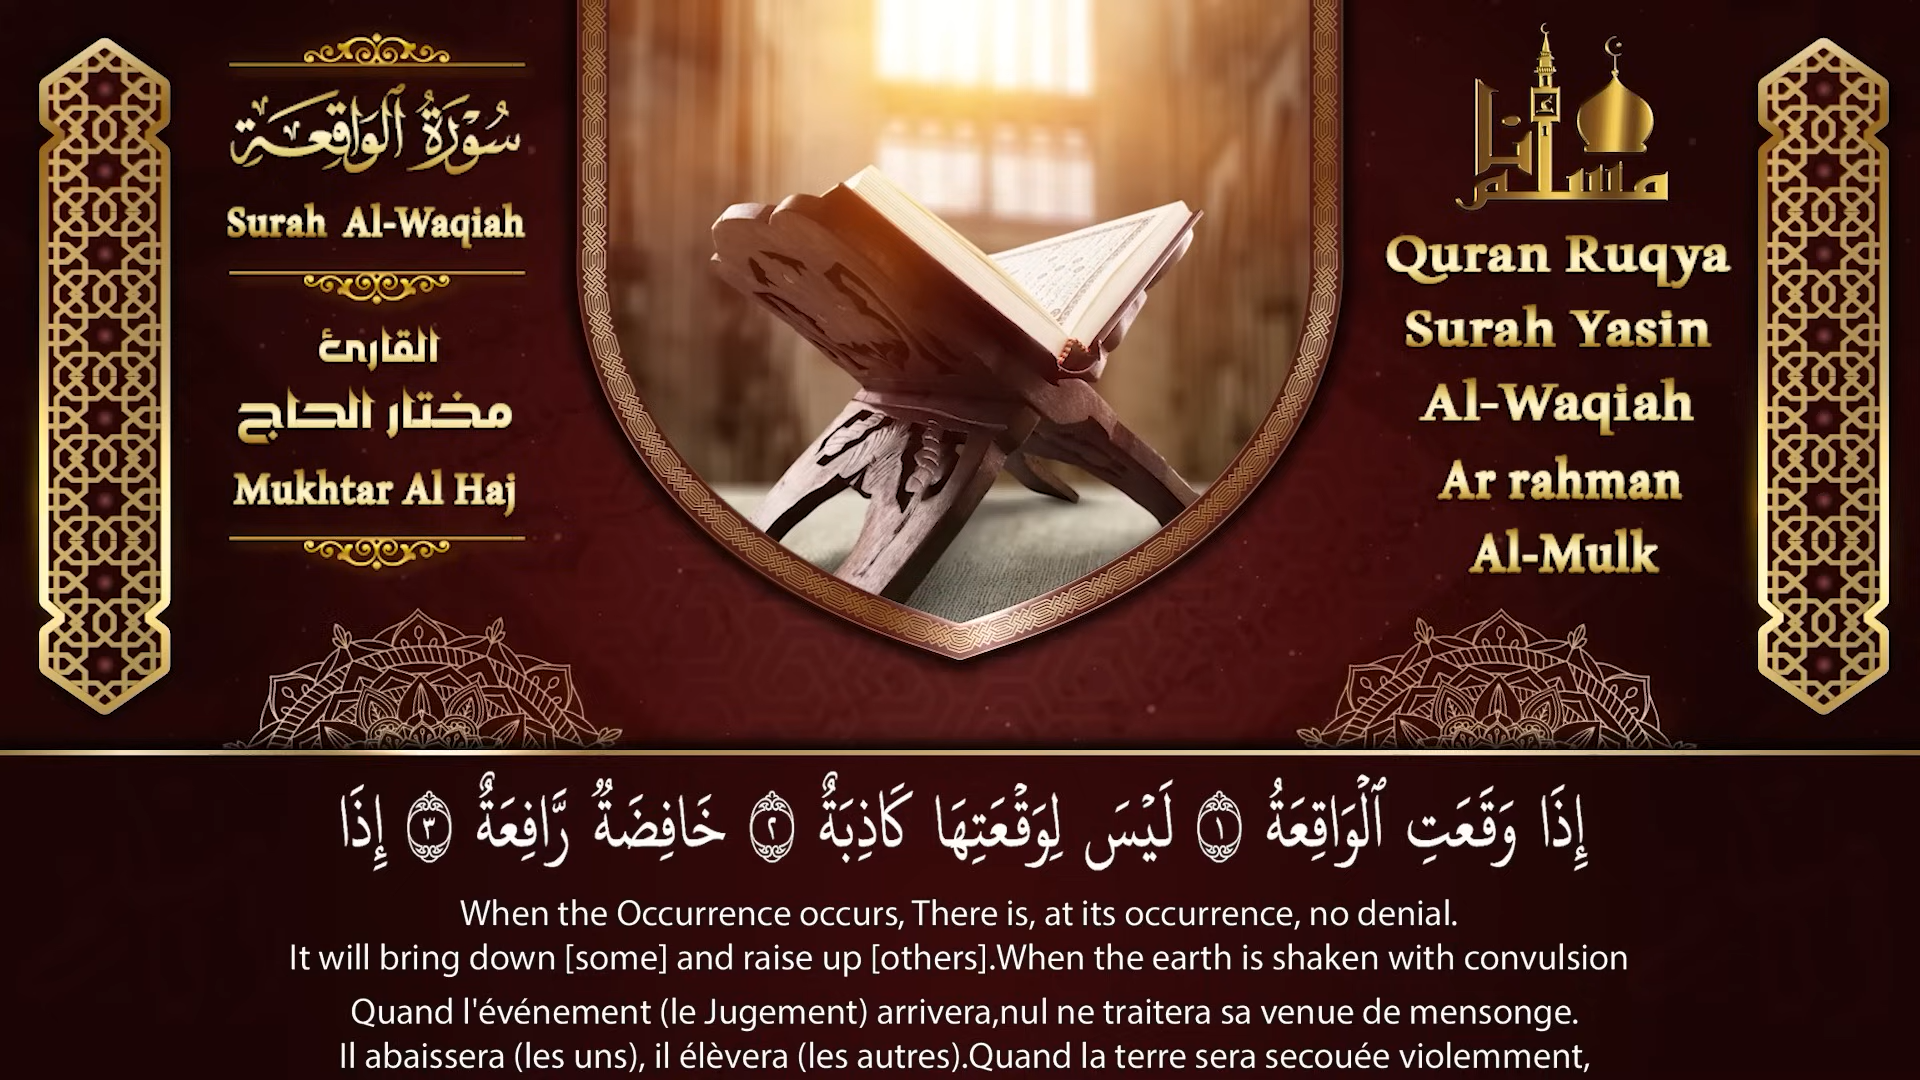 سُورَةُ ٱلْوَاقِعَة
Surah Al-Waqiah
القارئ
مختار الحاج
Mukhtar Al Haj
أنا
مسلم
Quran Ruqya
Surah Yasin
Al-Waqiah
Ar rahman
Al-Mulk
إِذَا وَقَعَتِ ٱلْوَاقِعَةُ ١ لَيْسَ لِوَقْعَتِهَا كَاذِبَةٌ ٢ خَافِضَةٌ رَّافِعَةٌ ٣ إِذَا
When the Occurrence occurs, There is, at its occurrence, no denial.
It will bring down [some] and raise up [others].When the earth is shaken with convulsion
Quand l'événement (le Jugement) arrivera,nul ne traitera sa venue de mensonge.
Il abaissera (les uns), il élèvera (les autres).Quand la terre sera secouée violemment,